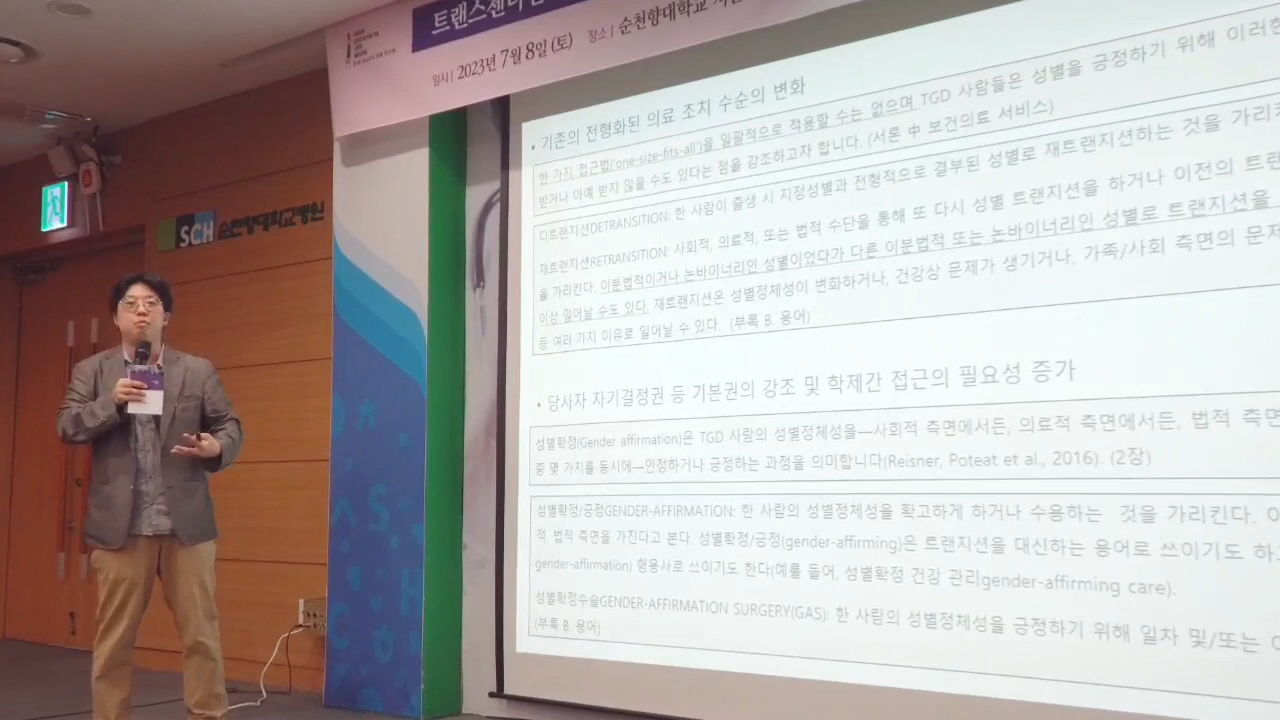 트랜스젠더
일시 | 2023년 7월 8일 (토) 장소 | 순천향대학교
SCH 순천향대학교병원
• 기존의 전형화된 의료 조치 수순의 변화
한 가지 접근법('one-size-fits-all')을 일괄적으로 적용할 수는 없으며 TGD 사람들은 성별을 긍정하기 위해 이러한
받거나 아예 받지 않을 수도 있다는 점을 강조하고자 합니다. (서론 中 보건의료 서비스)
디트랜지션DETRANSITION: 한 사람이 출생 시 지정성별과 전형적으로 결부된 성별로 재트랜지션하는 것을 가리
재트랜지션RETRANSITION: 사회적, 의료적, 또는 법적 수단을 통해 또 다시 성별 트랜지션을 하거나 이전의 트랜
을 가리킨다. 이분법적이거나 논바이너리인 성별이었다가 다른 이분법적 또는 논바이너리인 성별로 트랜지션을
이상 일어날 수도 있다. 재트랜지션은 성별정체성이 변화하거나, 건강상 문제가 생기거나, 가족/사회 측면의 문제
등 여러 가지 이유로 일어날 수 있다. (부록 B. 용어)
• 당사자 자기결정권 등 기본권의 강조 및 학제간 접근의 필요성 증가
성별확정(Gender affirmation)은 TGD 사람의 성별정체성을—사회적 측면에서든, 의료적 측면에서든, 법적 측면
중 몇 가지를 동시에—인정하거나 긍정하는 과정을 의미합니다(Reisner, Poteat et al., 2016). (2장)
성별확정/긍정GENDER-AFFIRMATION: 한 사람의 성별정체성을 확고하게 하거나 수용하는 것을 가리킨다.
적, 법적 측면을 가진다고 본다. 성별확정/긍정(gender-affirming)은 트랜지션을 대신하는 용어로 쓰이기도 하
gender-affirmation) 형용사로 쓰이기도 한다(예를 들어, 성별확정 건강 관리gender-affirming care).
성별확정수술GENDER-AFFIRMATION SURGERY(GAS): 한 사람의 성별정체성을 긍정하기 위해 일차 및/또는
(부록 B. 용어)